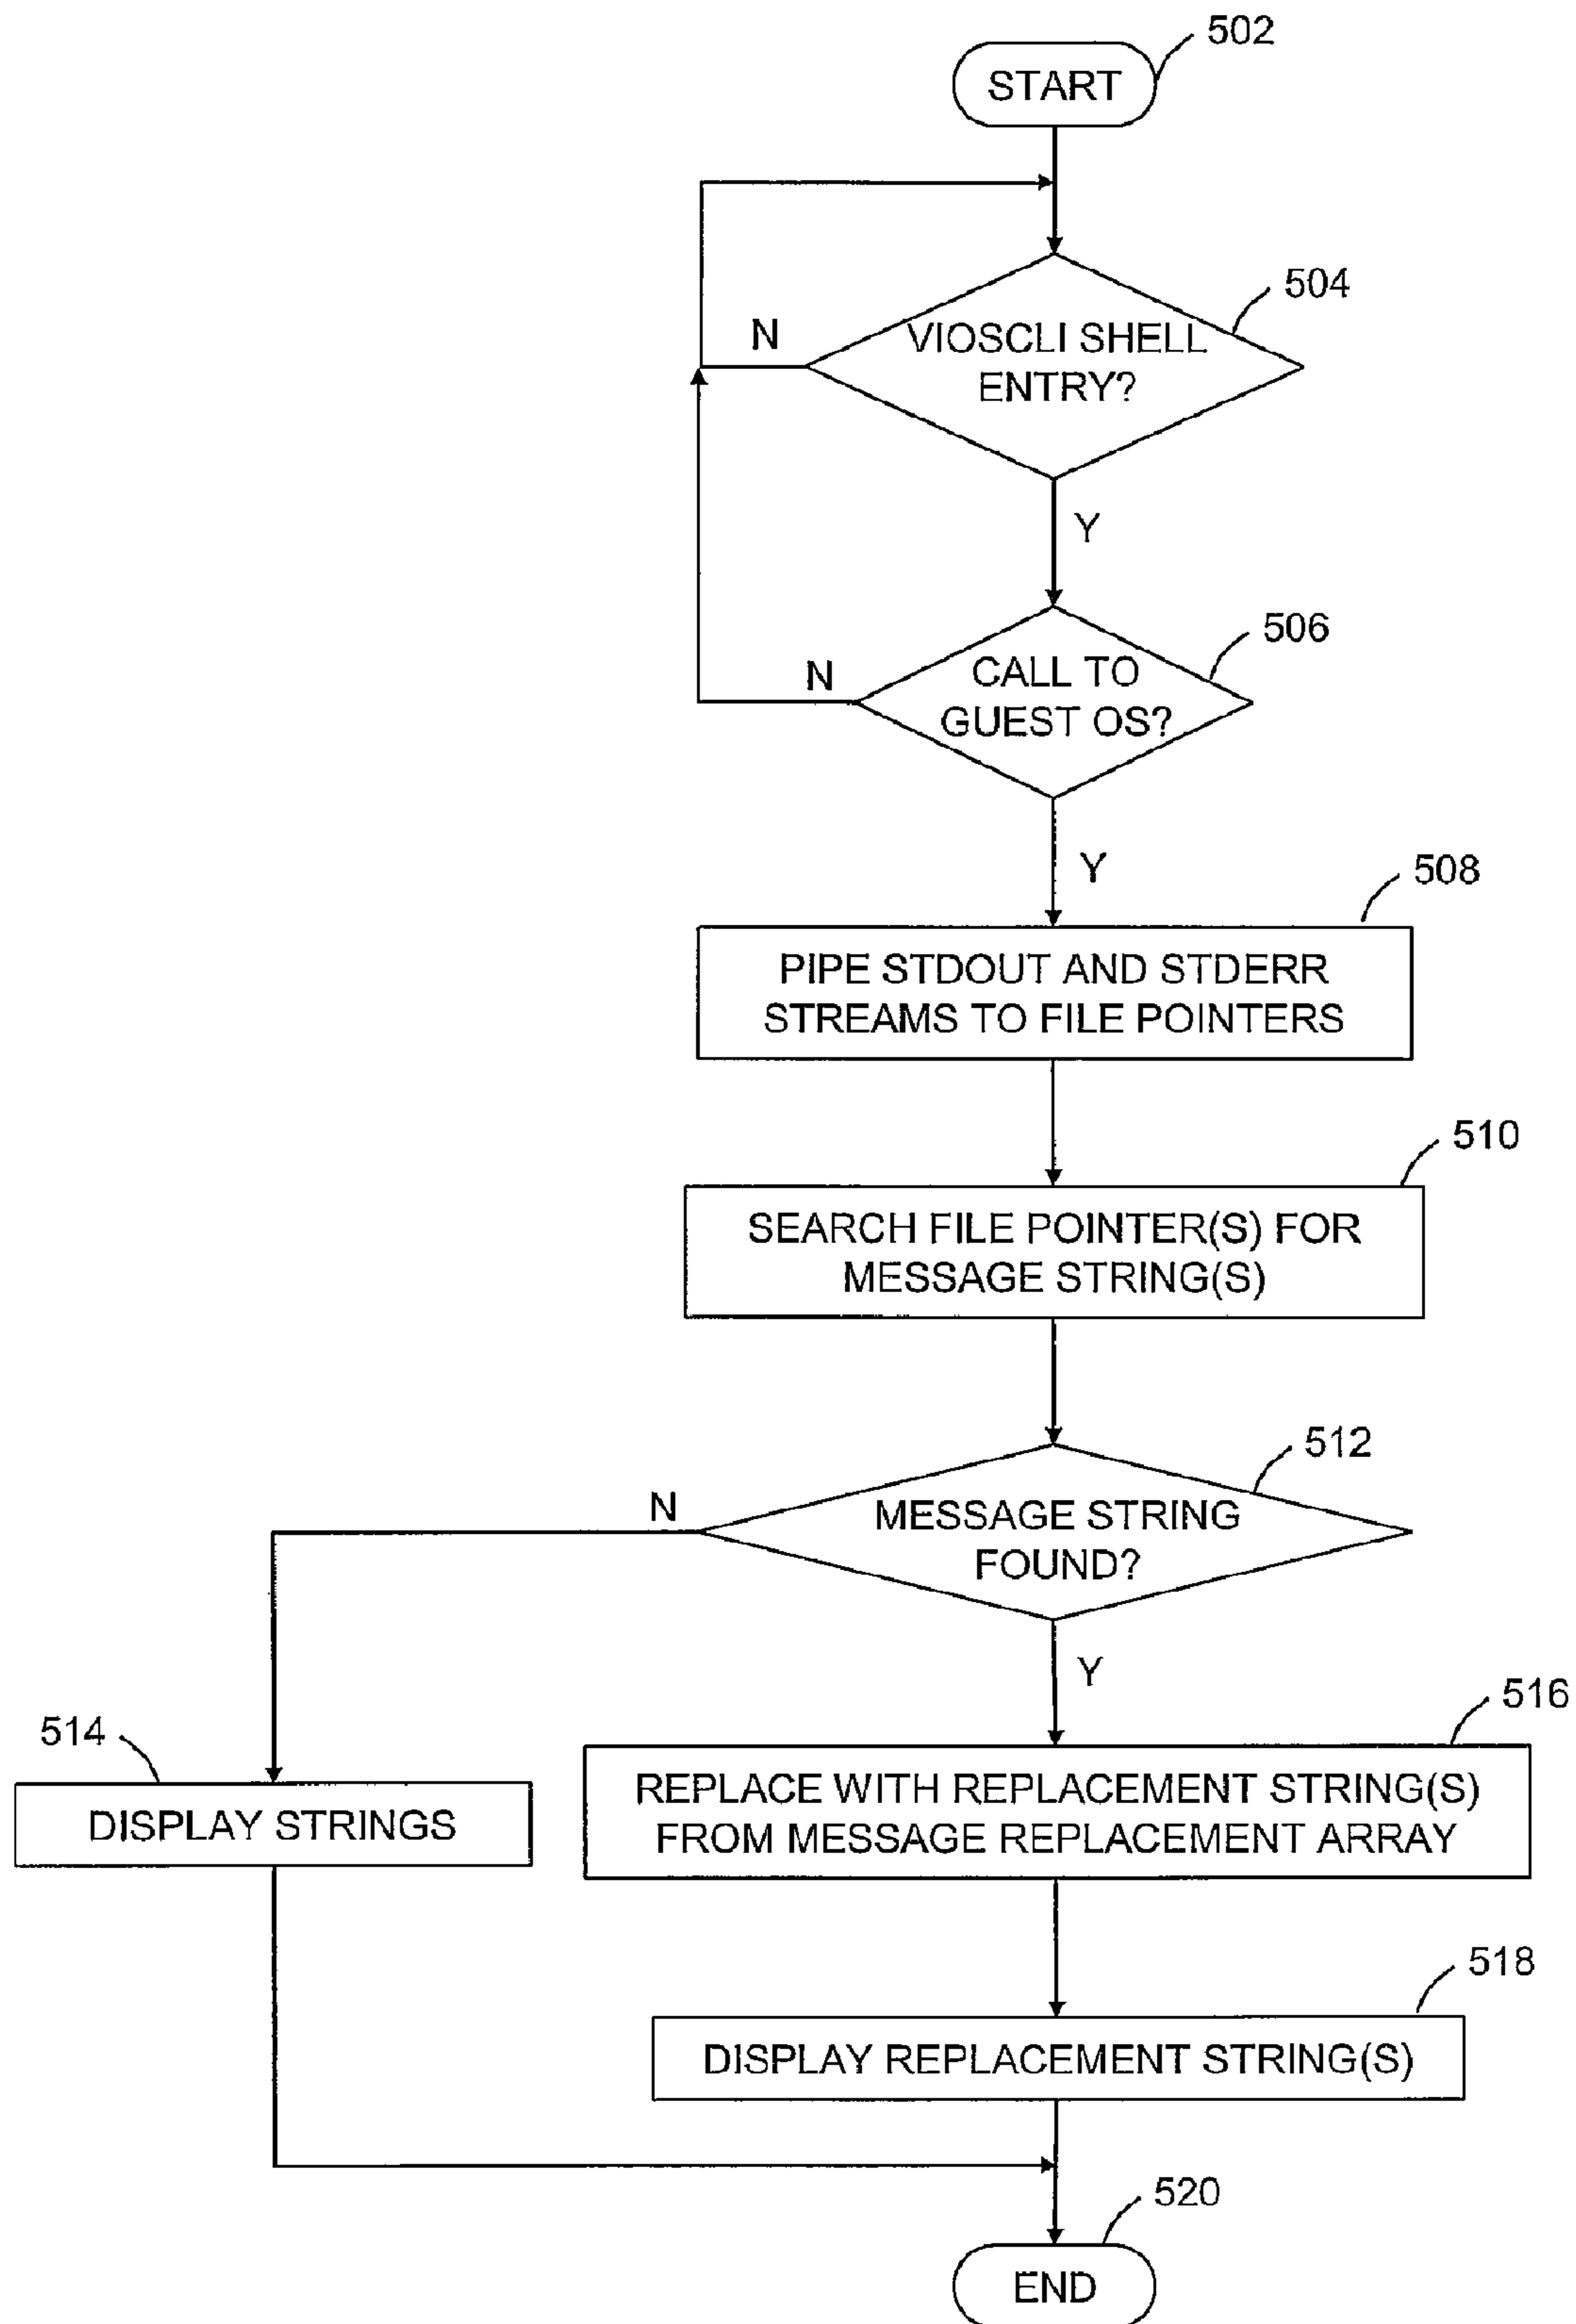 502
START
504
VIOSCLI SHELL
ENTRY?
N
Y
506
CALL TO
GUEST OS?
N
Y
508
PIPE STDOUT AND STDERR
STREAMS TO FILE POINTERS
510
SEARCH FILE POINTER(S) FOR
MESSAGE STRING(S)
512
MESSAGE STRING
FOUND?
N
Y
514
DISPLAY STRINGS
516
REPLACE WITH REPLACEMENT STRING(S)
FROM MESSAGE REPLACEMENT ARRAY
518
DISPLAY REPLACEMENT STRING(S)
520
END